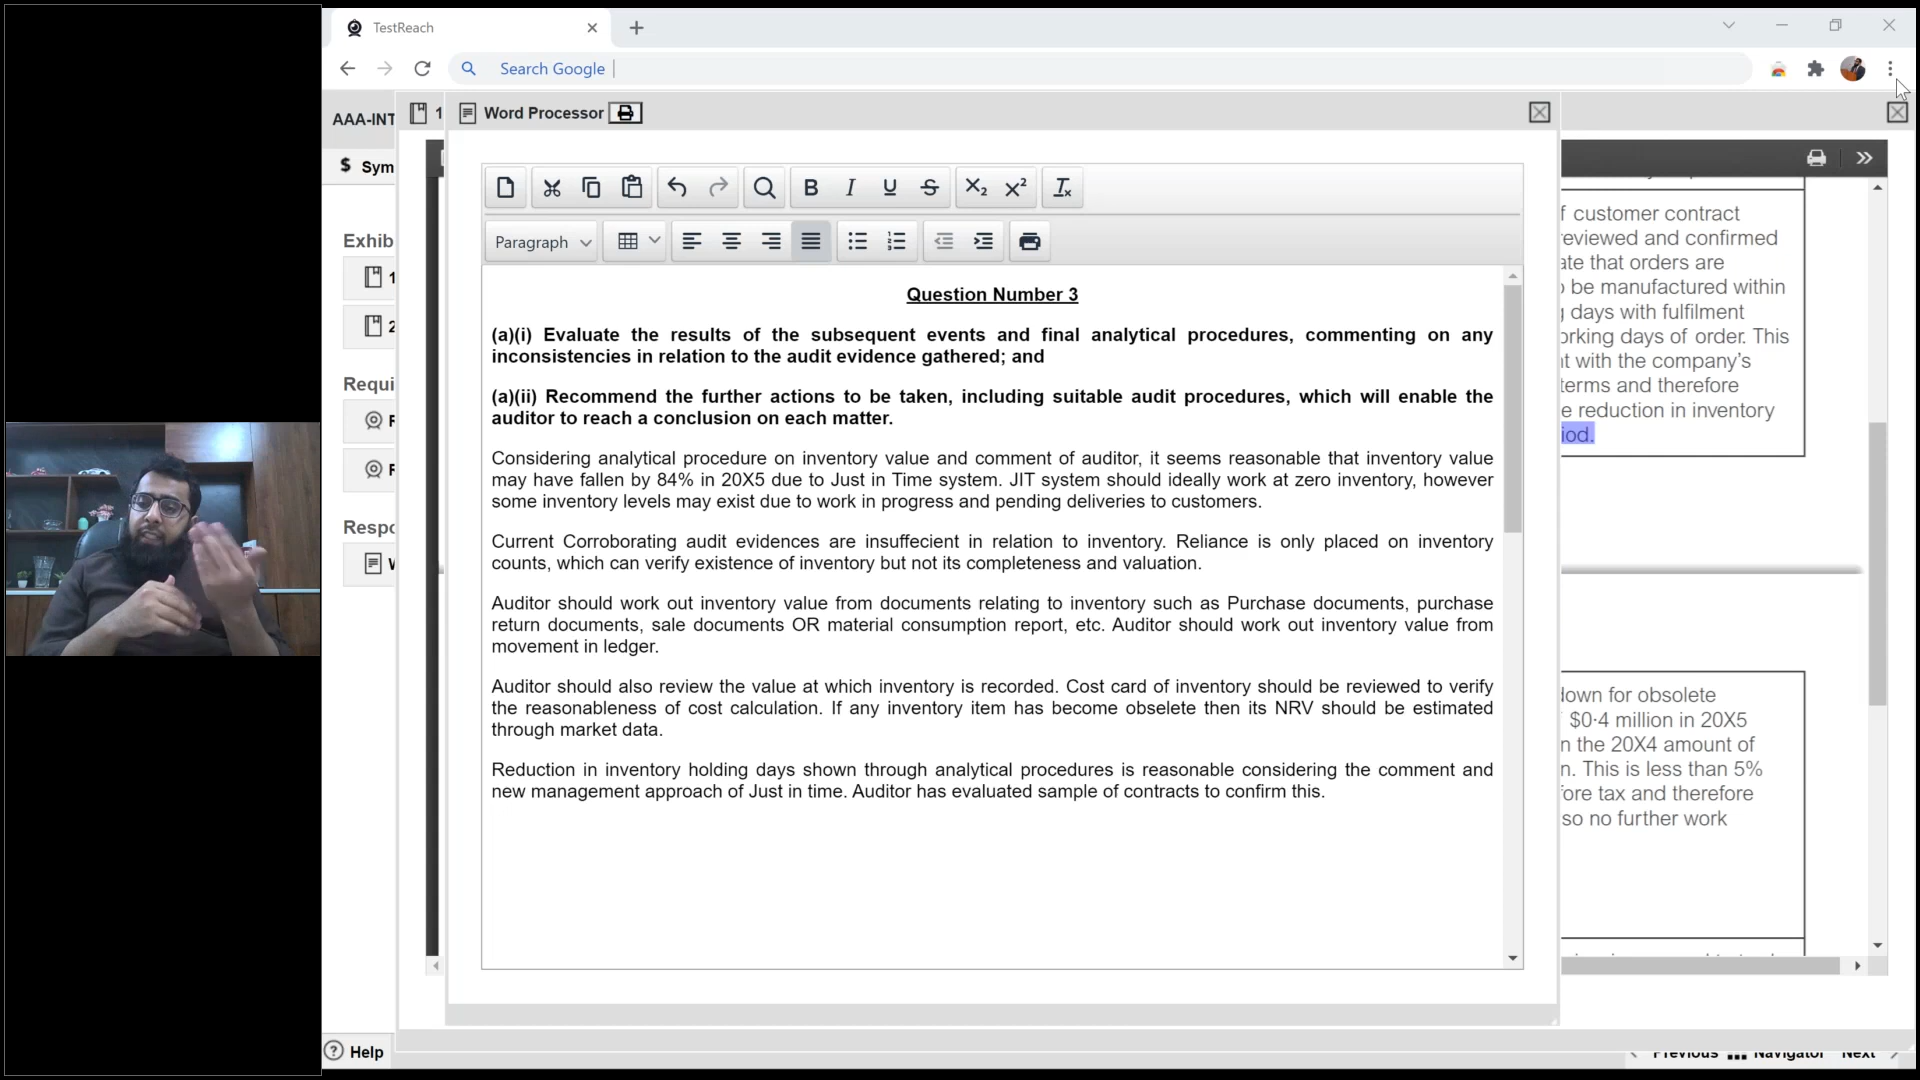 TestReach
Search Google
AAA-INT
1
Word Processor
$ Sym
Exhib
1
2
Requi
Respo
Paragraph
Question Number 3
(a)(i) Evaluate the results of the subsequent events and final analytical procedures, commenting on any
inconsistencies in relation to the audit evidence gathered; and
(a)(ii) Recommend the further actions to be taken, including suitable audit procedures, which will enable the
auditor to reach a conclusion on each matter.
Considering analytical procedure on inventory value and comment of auditor, it seems reasonable that inventory value
may have fallen by 84% in 20X5 due to Just in Time system. JIT system should ideally work at zero inventory, however
some inventory levels may exist due to work in progress and pending deliveries to customers.
Current Corroborating audit evidences are insuffecient in relation to inventory. Reliance is only placed on inventory
counts, which can verify existence of inventory but not its completeness and valuation.
Auditor should work out inventory value from documents relating to inventory such as Purchase documents, purchase
return documents, sale documents OR material consumption report, etc. Auditor should work out inventory value from
movement in ledger.
Auditor should also review the value at which inventory is recorded. Cost card of inventory should be reviewed to verify
the reasonableness of cost calculation. If any inventory item has become obselete then its NRV should be estimated
through market data.
Reduction in inventory holding days shown through analytical procedures is reasonable considering the comment and
new management approach of Just in time. Auditor has evaluated sample of contracts to confirm this.
f customer contract
eviewed and confirmed
ate that orders are
be manufactured within
days with fulfilment
orking days of order. This
t with the company's
terms and therefore
e reduction in inventory
iod.
down for obsolete
$0·4 million in 20X5
n the 20X4 amount of
n. This is less than 5%
fore tax and therefore
so no further work
Help
Previous
Navigator
Next